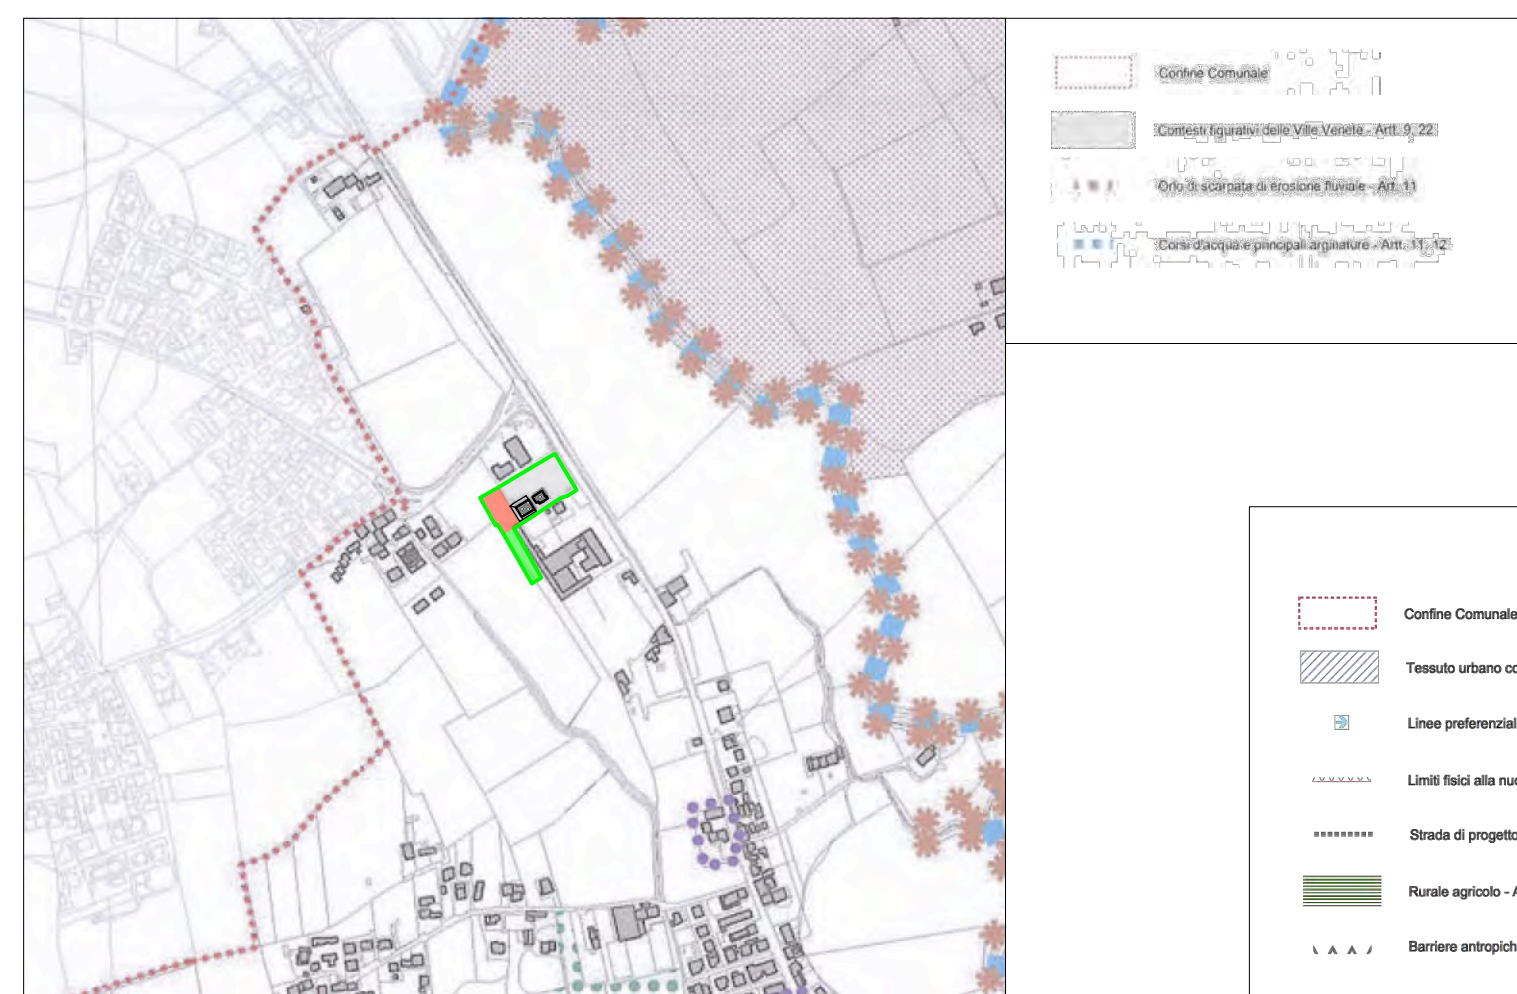 Confine Comunale
Contesti figurativi delle Ville Venete - Artt. 9, 22
Orlo di scarpata di erosione fluviale - Art. 11
Corsi d'acqua e principali arginature - Artt. 11, 12
Confine Comunale
Tessuto urbano co
Linee preferenzial
Limiti fisici alla nuo
Strada di progetto
Rurale agricolo - A
Barriere antropich